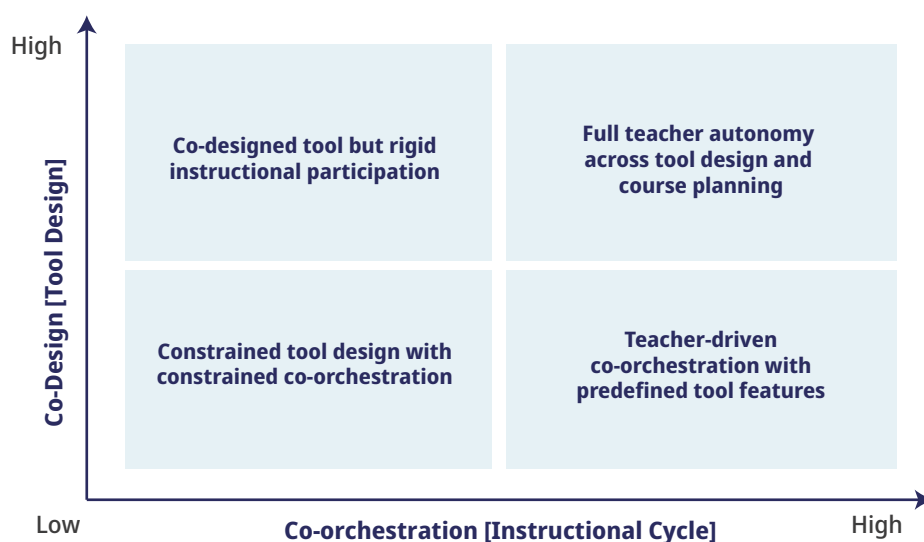 High
Co-Design [Tool Design]
Co-designed tool but rigid
instructional participation
Full teacher autonomy
across tool design and
course planning
Constrained tool design with
constrained co-orchestration
Teacher-driven
co-orchestration with
predefined tool features
Low
Co-orchestration [Instructional Cycle]
High